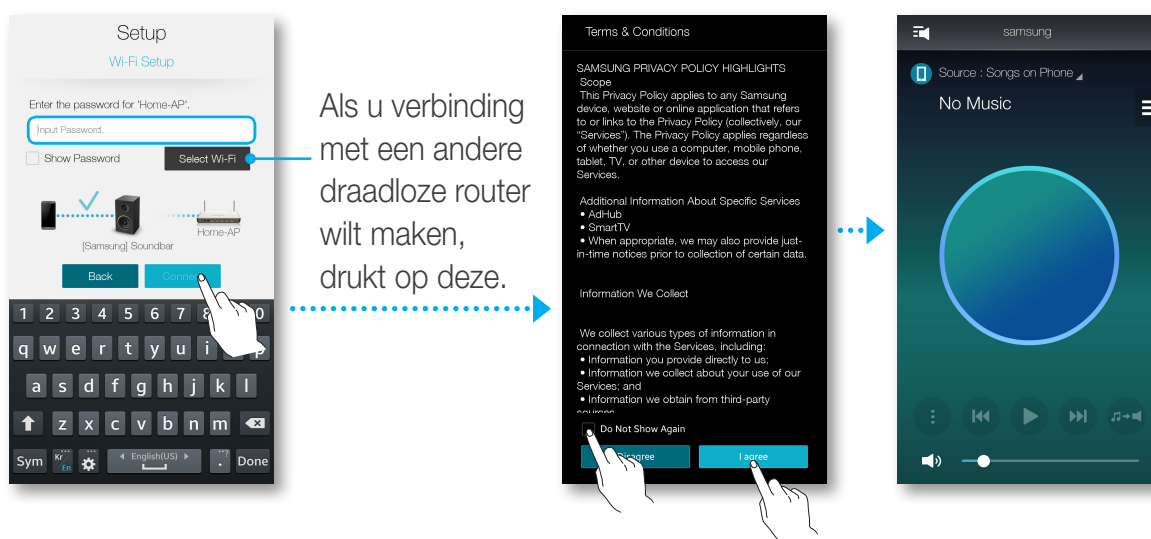 Setup
Wi-Fi Setup
Enter the password for 'Home-AP'.
Input Password.
Show Password
Select Wi-Fi
Home-AP
[Samsung] Soundbar
Back
1 2 3 4 5 6 7 8 0
q w e r t y u i p
a s d f g h j k l
z x c v b n m
Sym Kr En English(US) . ? Done
Als u verbinding
met een andere
draadloze router
wilt maken,
drukt op deze.
Terms & Conditions
SAMSUNG PRIVACY POLICY HIGHLIGHTS
Scope
This Privacy Policy applies to any Samsung
device, website or online application that refers
to or links to the Privacy Policy (collectively, our
“Services”). The Privacy Policy applies regardless
of whether you use a computer, mobile phone,
tablet, TV, or other device to access our
Services.
Additional Information About Specific Services
• AdHub
• SmartTV
• When appropriate, we may also provide just-
in-time notices prior to collection of certain data.
Information We Collect
We collect various types of information in
connection with the Services, including:
• Information you provide directly to us;
• Information we collect about your use of our
Services; and
• Information we obtain from third-party
sources
Do Not Show Again
Disagree
I agree
samsung
Source : Songs on Phone
No Music